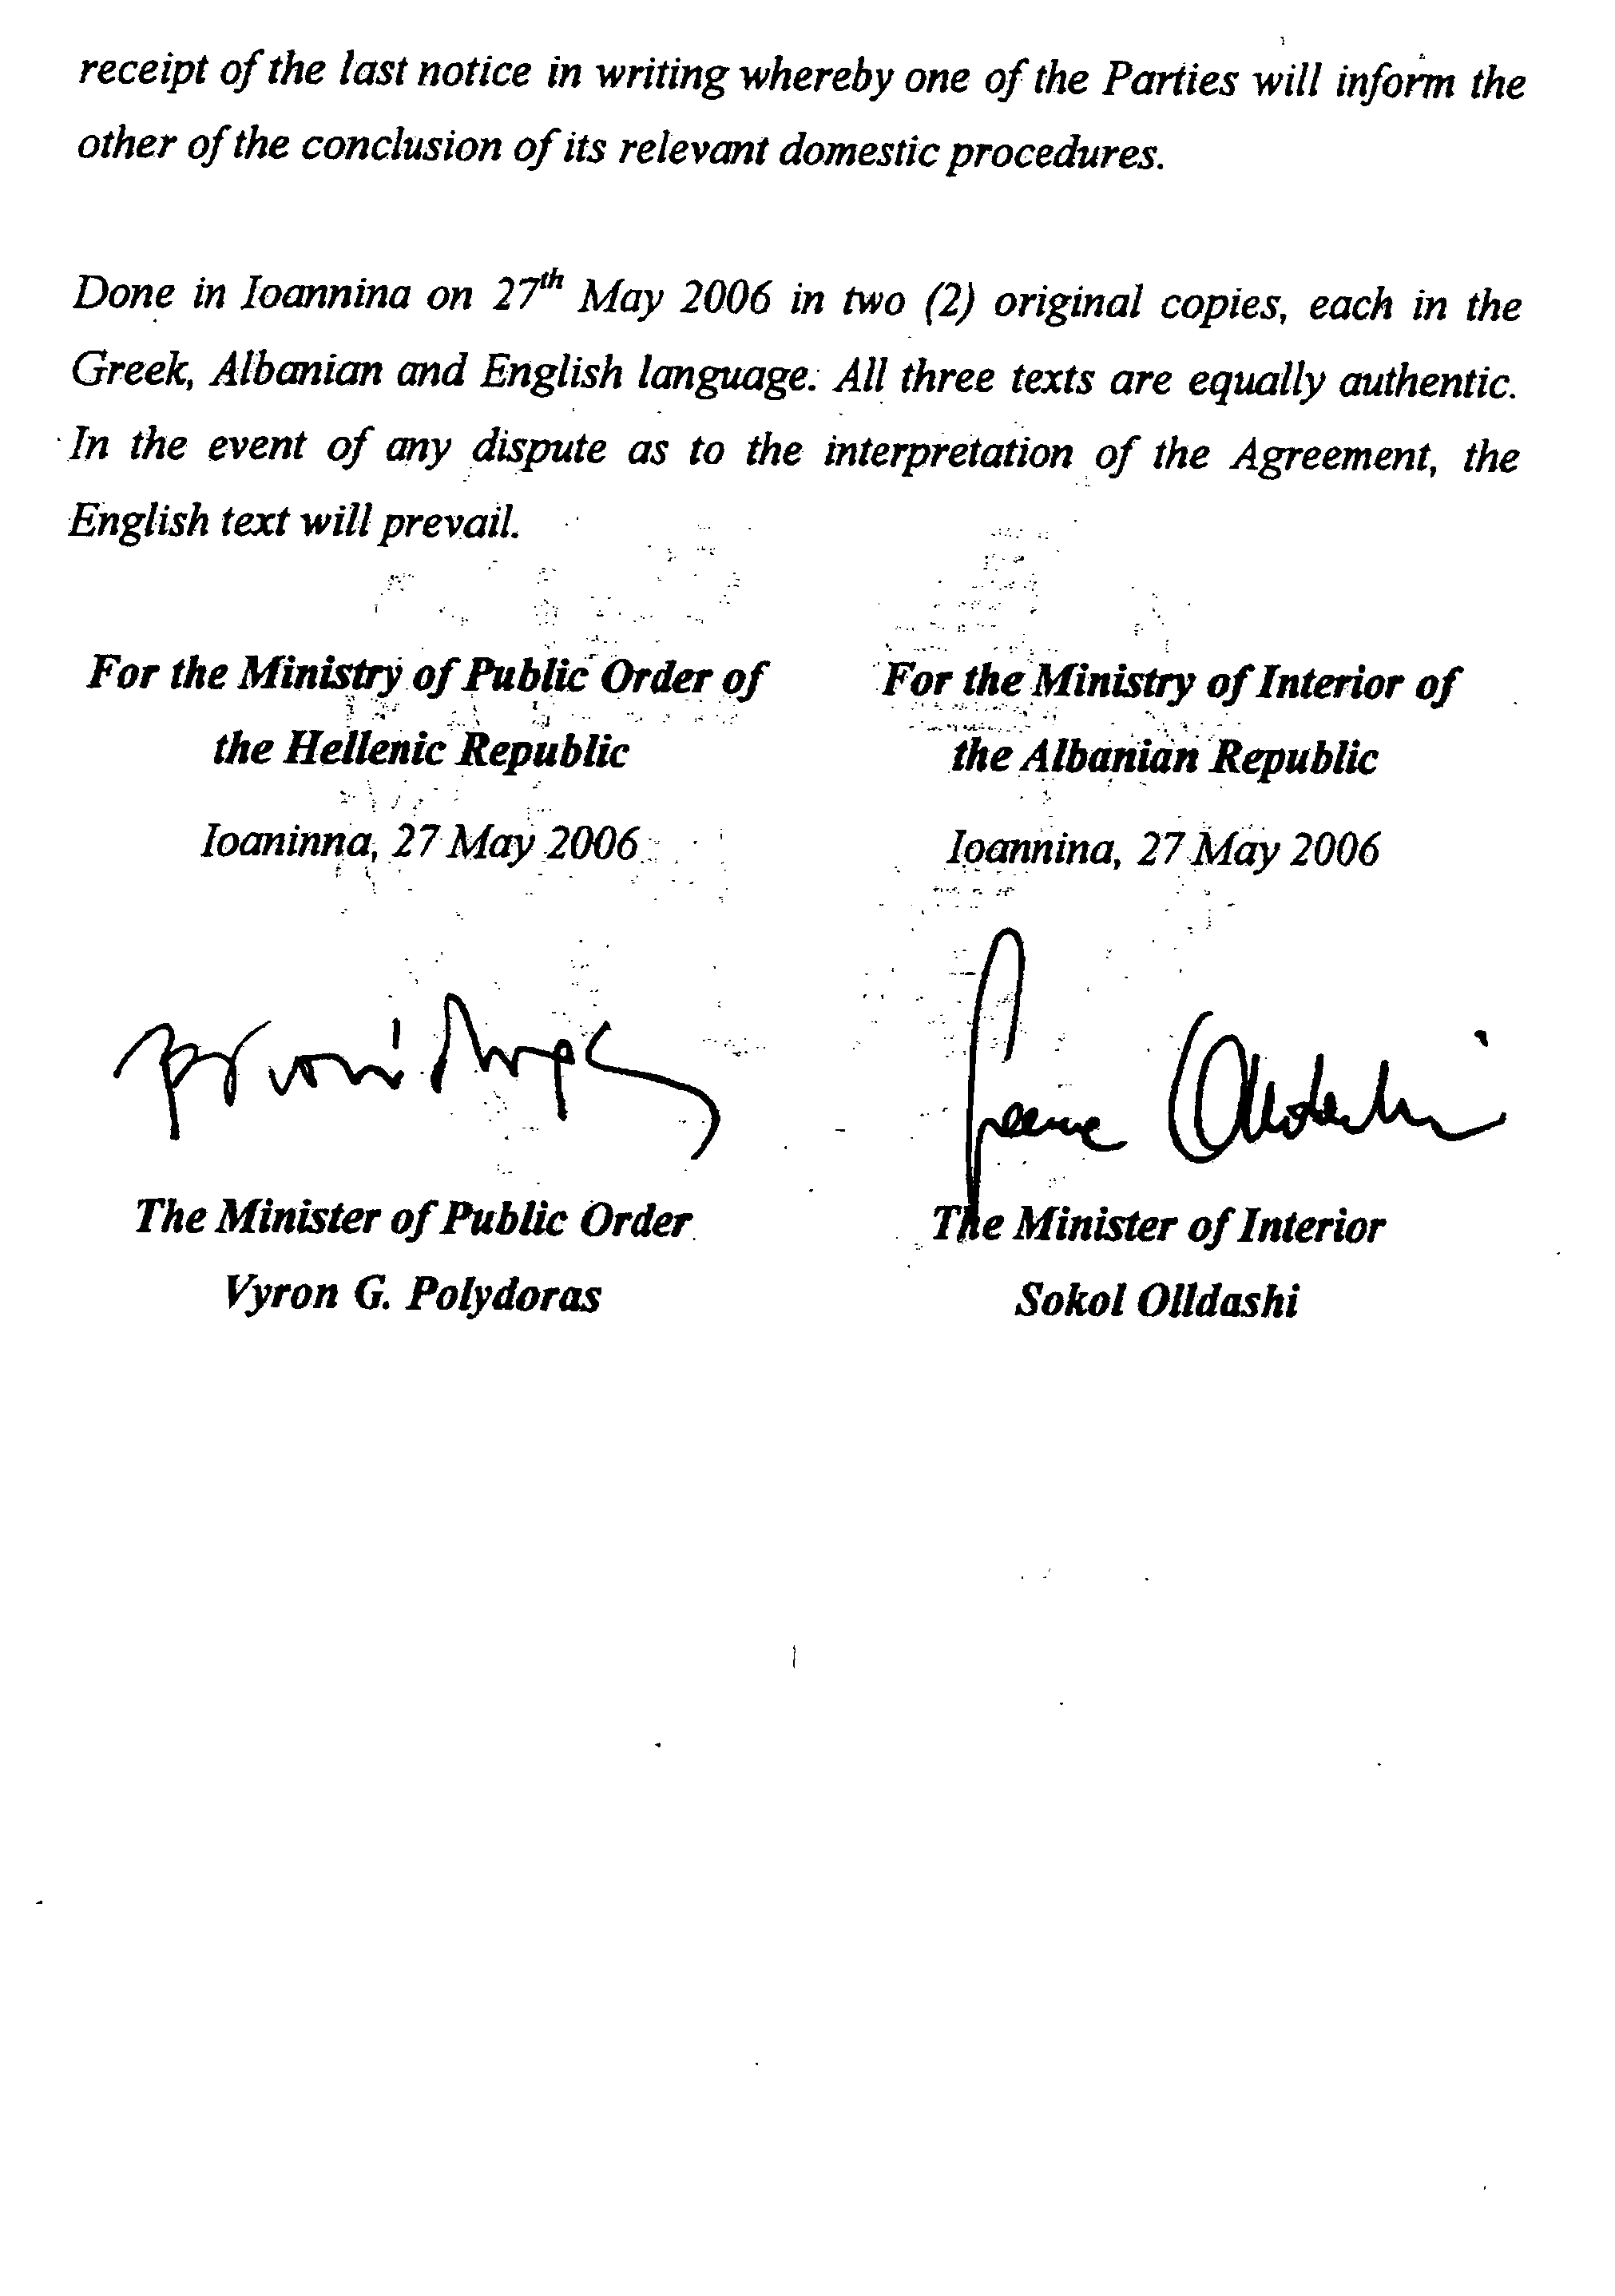 receipt of the last notice in writing whereby one of the Parties will inform the
other of the conclusion of its relevant domestic procedures.
Done in Ioannina on 27th May 2006 in two (2) original copies, each in the
Greek, Albanian and English language. All three texts are equally authentic.
In the event of any dispute as to the interpretation of the Agreement, the
English text will prevail.
For the Ministry of Public Order of
the Hellenic Republic
Ioaninna, 27 May 2006
The Minister of Public Order
Vyron G. Polydoras
For the Ministry of Interior of
the Albanian Republic
Ioannina, 27 May 2006
Olldashi
The Minister of Interior
Sokol Olldashi